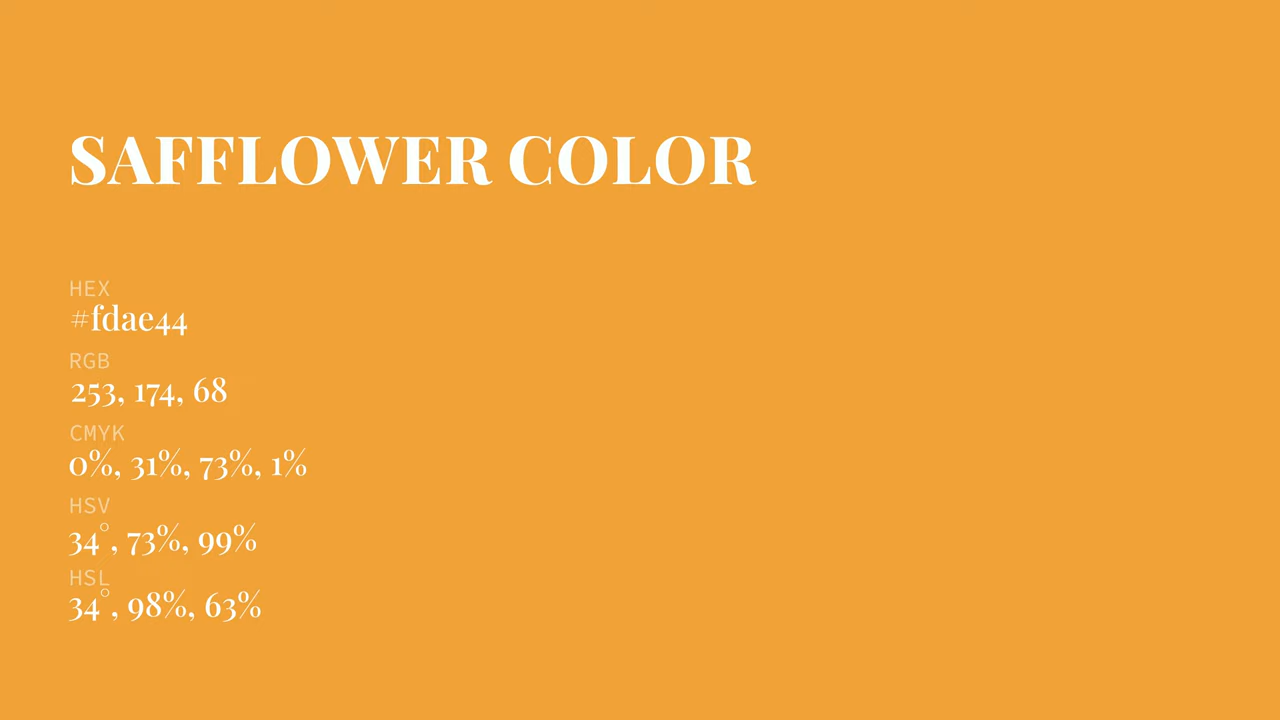 SAFFLOWER COLOR
HEX
#fdae44
RGB
253, 174, 68
CMYK
0%, 31%, 73%, 1%
HSV
34°, 73%, 99%
HSL
34°, 98%, 63%